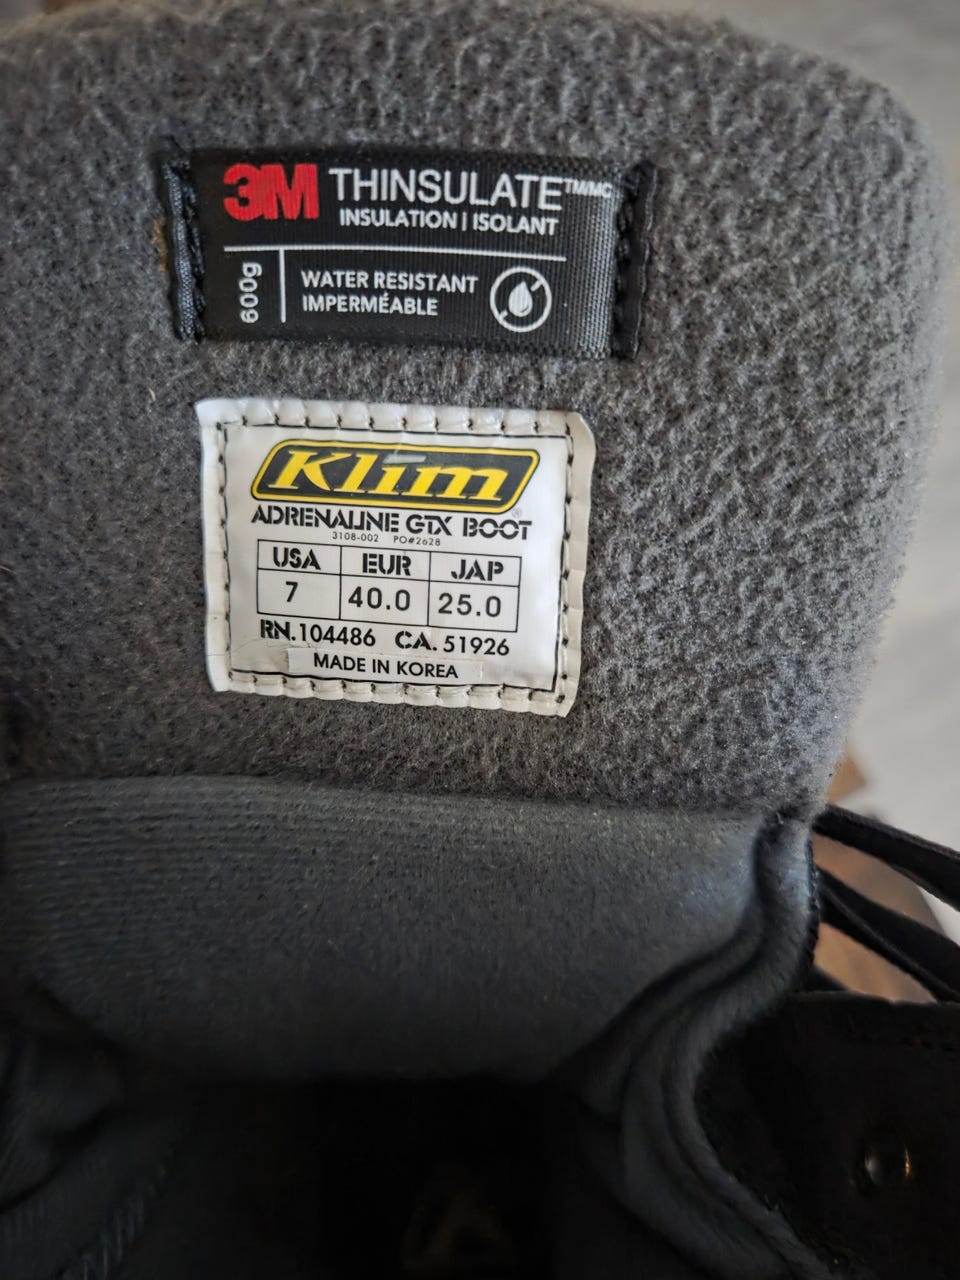 3M THINSULATE™/MC
INSULATION | ISOLANT
600g
WATER RESISTANT
IMPERMÉABLE
Klim®
ADRENALINE GTX BOOT
3108-002 PO#2628
USA EUR JAP
7 40.0 25.0
RN.104486 CA.51926
MADE IN KOREA